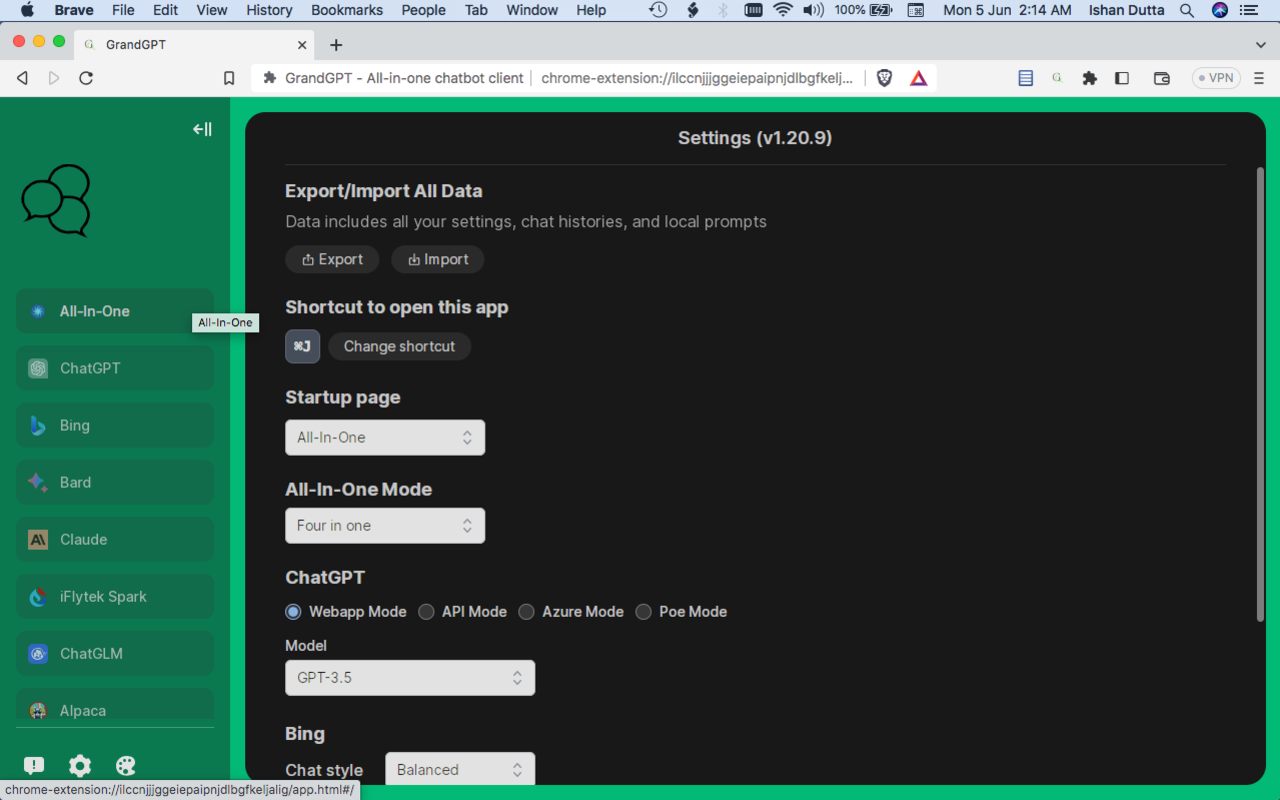 Brave File Edit View History Bookmarks People Tab Window Help 100% Mon 5 Jun 2:14 AM Ishan Dutta
GrandGPT
GrandGPT - All-in-one chatbot client chrome-extension://ilccnjjjggeiepaipnjdlbgfkelj... VPN
All-In-One
All-In-One
ChatGPT
Bing
Bard
Claude
iFlytek Spark
ChatGLM
Alpaca
Settings (v1.20.9)
Export/Import All Data
Data includes all your settings, chat histories, and local prompts
Export Import
Shortcut to open this app
⌘J Change shortcut
Startup page
All-In-One
All-In-One Mode
Four in one
ChatGPT
Webapp Mode API Mode Azure Mode Poe Mode
Model
GPT-3.5
Bing
Chat style Balanced
chrome-extension://ilccnjjjggeiepaipnjdlbgfkeljalig/app.html#/